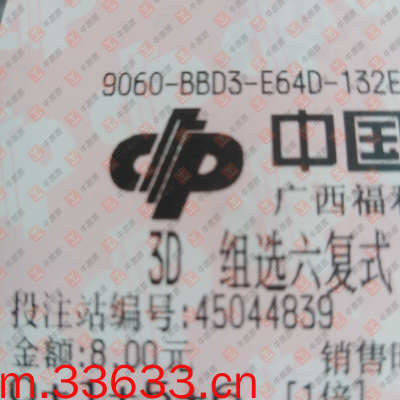 9060-BBD3-E64D-132E
中国
广西福利
3D 组选六复式
投注站编号:45044839
金额:8.00元 销售
m.33633.cn
[1倍]